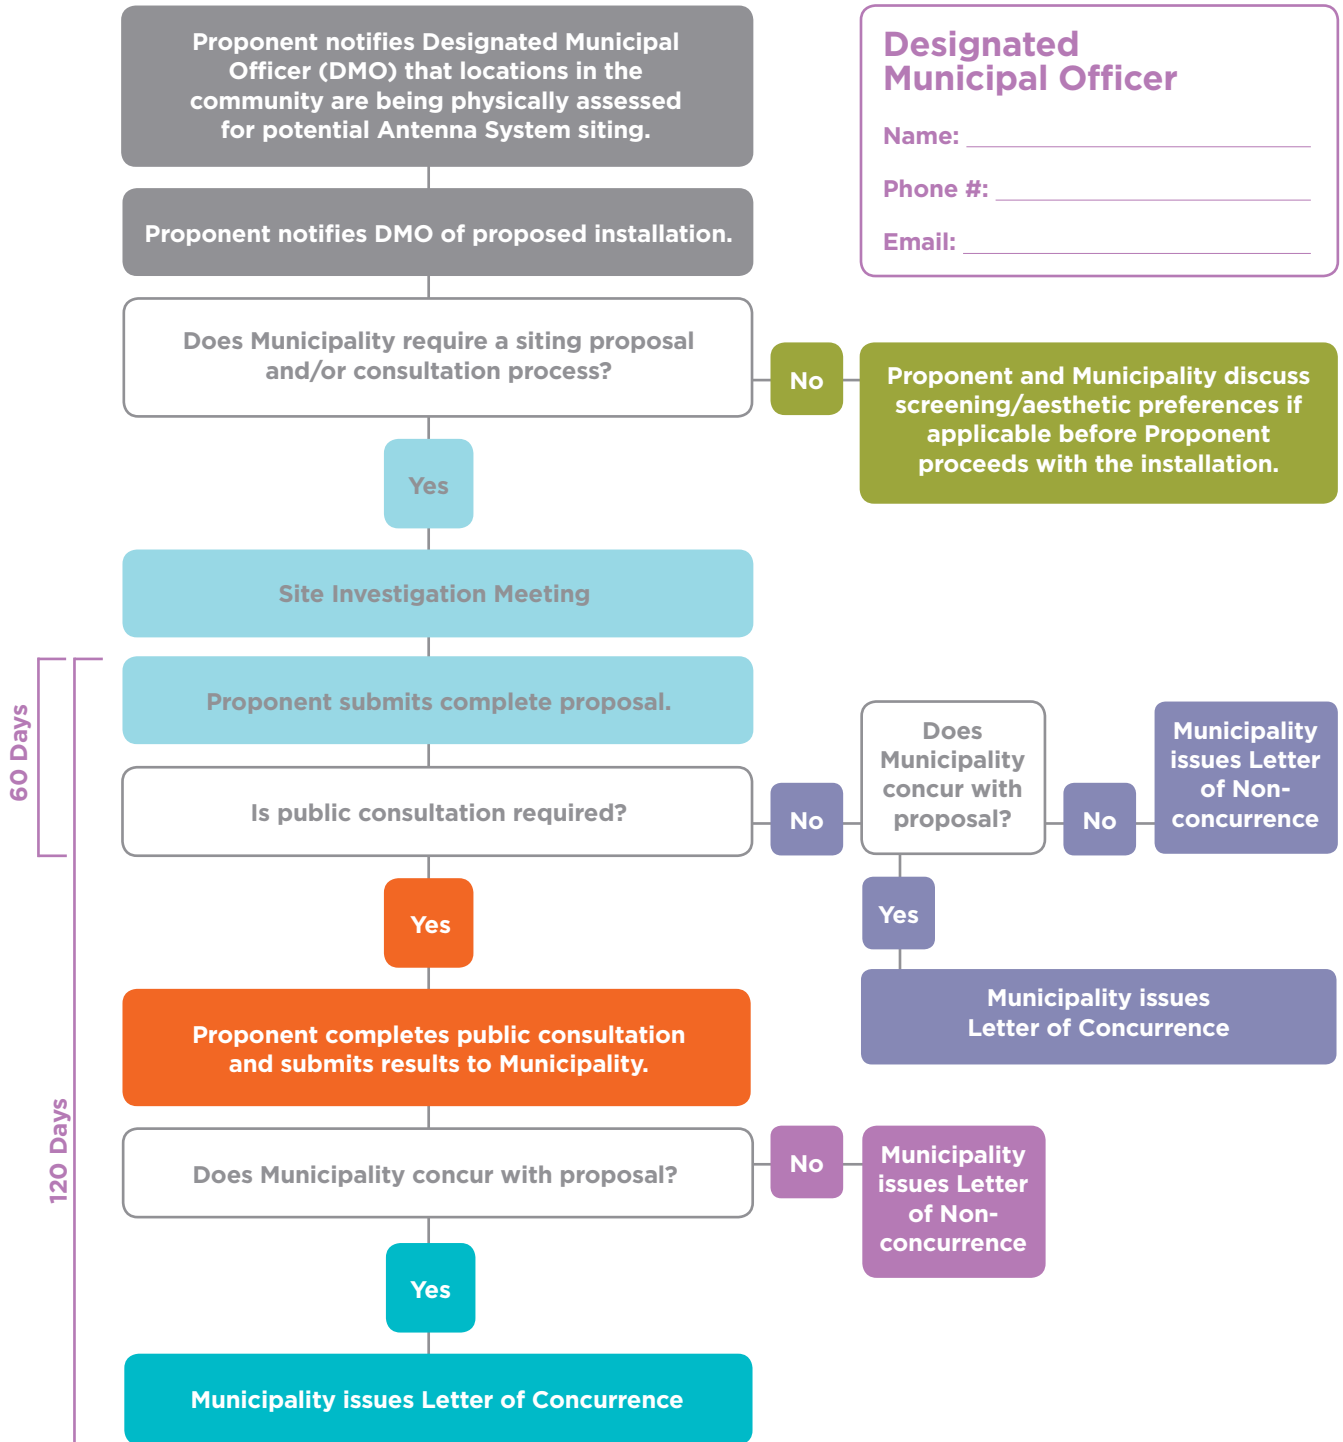 Proponent notifies Designated Municipal
Officer (DMO) that locations in the
community are being physically assessed
for potential Antenna System siting.
Designated
Municipal Officer
Name:
Phone #:
Email:
Proponent notifies DMO of proposed installation.
Does Municipality require a siting proposal
and/or consultation process?
No
Proponent and Municipality discuss
screening/aesthetic preferences if
applicable before Proponent
proceeds with the installation.
Yes
Site Investigation Meeting
60 Days
Proponent submits complete proposal.
Is public consultation required?
No
Does
Municipality
concur with
proposal?
No
Municipality
issues Letter
of Non-
concurrence
Yes
Municipality issues
Letter of Concurrence
Yes
Proponent completes public consultation
and submits results to Municipality.
120 Days
Does Municipality concur with proposal?
No
Municipality
issues Letter
of Non-
concurrence
Yes
Municipality issues Letter of Concurrence